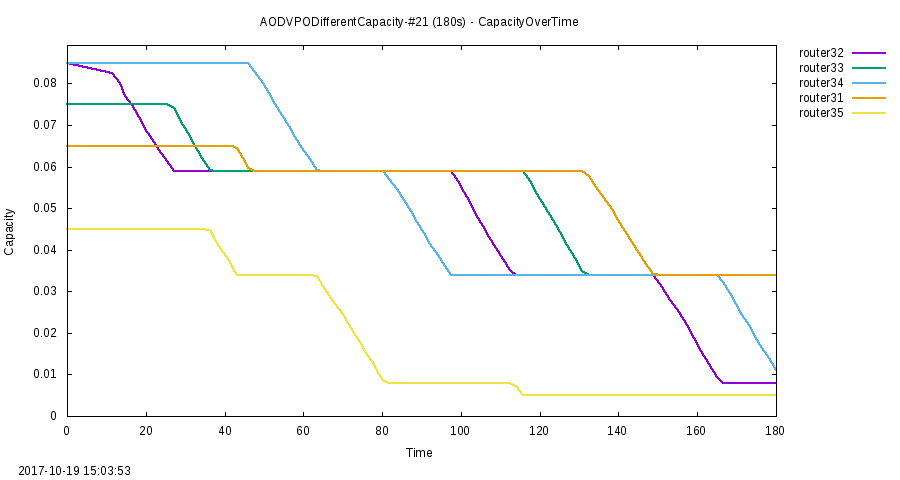 AODVPODifferentCapacity-#21 (180s) - CapacityOverTime
router32
router33
router34
router31
router35
0.08
0.07
0.06
0.05
0.04
0.03
0.02
0.01
0
Capacity
0 20 40 60 80 100 120 140 160 180
Time
2017-10-19 15:03:53